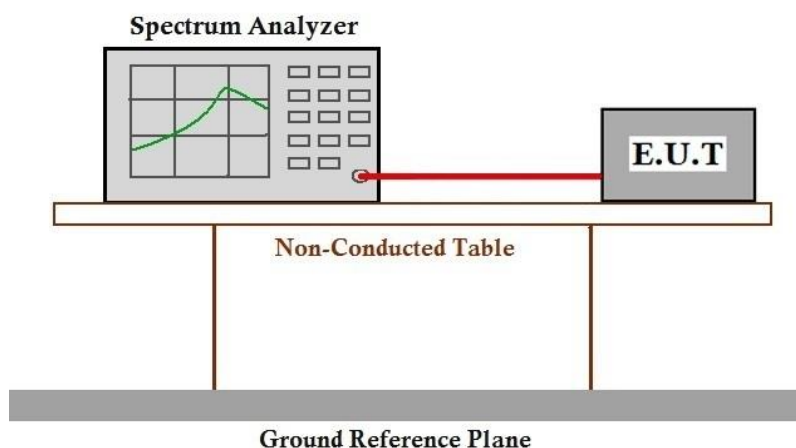 Spectrum Analyzer
E.U.T
Non-Conducted Table
Ground Reference Plane